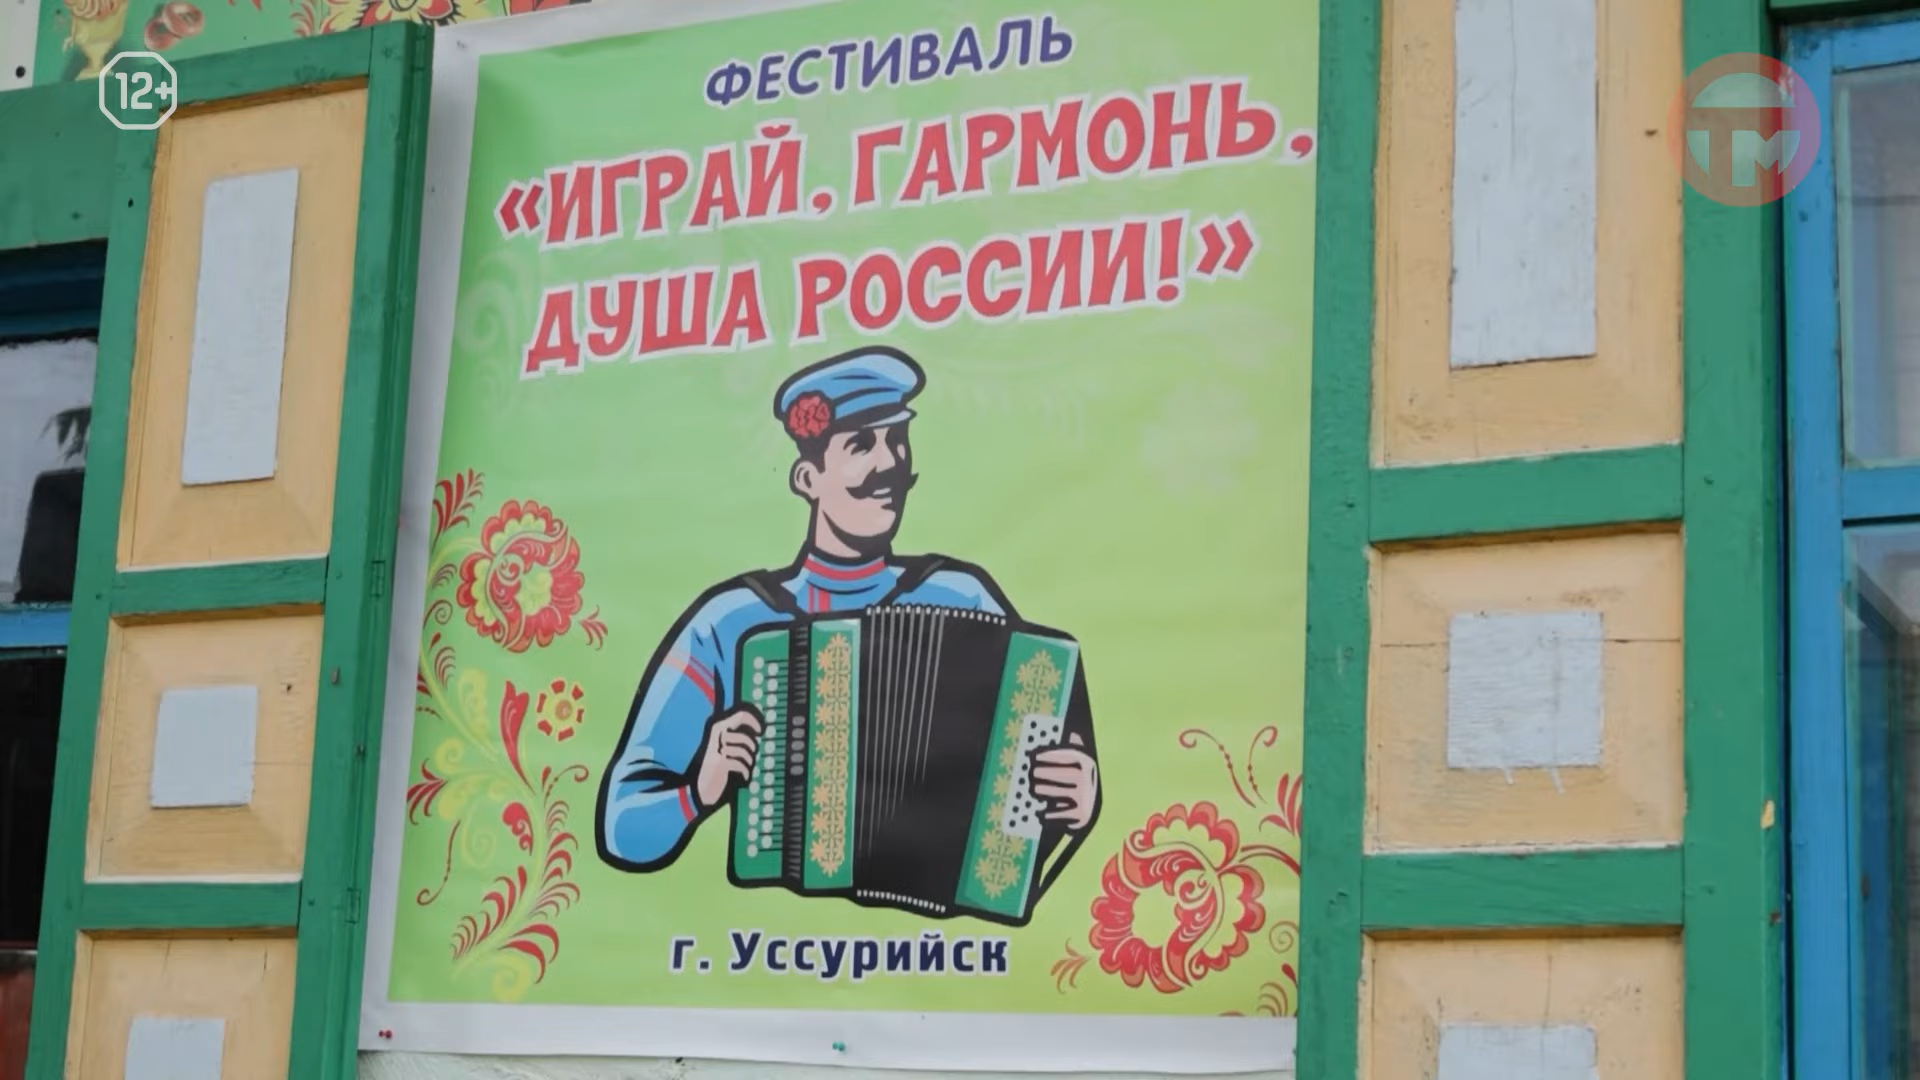 12+
ТМ
ФЕСТИВАЛЬ
«ИГРАЙ, ГАРМОНЬ,
ДУША РОССИИ!»
г. Уссурийск